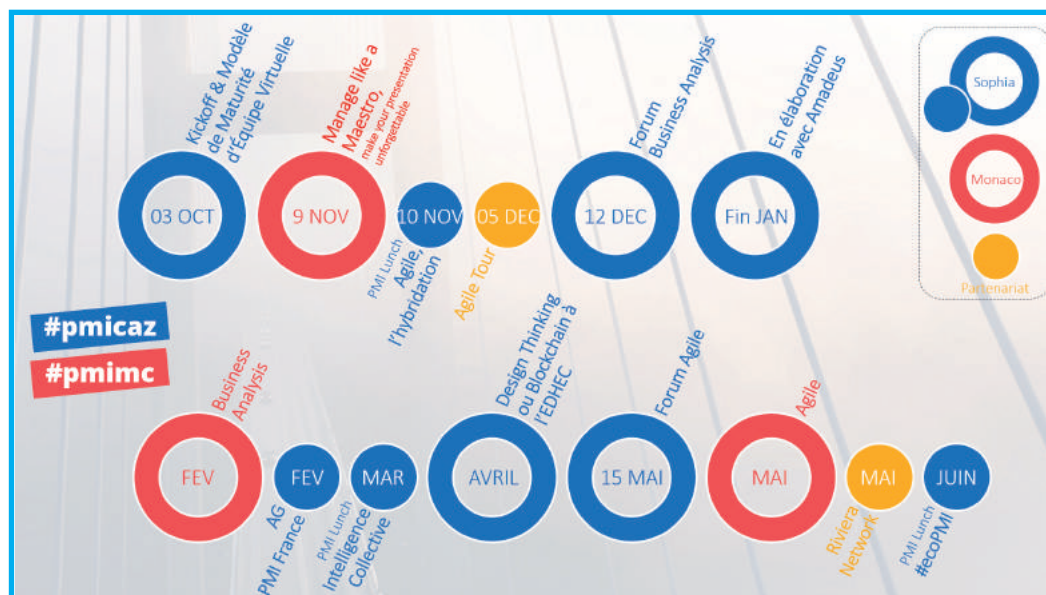 Kickoff & Modèle
de Maturité
d'Équipe Virtuelle
03 OCT
Manage like a
Maestro,
make your presentation
unforgettable
9 NOV
10 NOV
PMI Lunch
Agile,
l'hybridation
05 DEC
Agile Tour
Forum
Business Analysis
12 DEC
En élaboration
avec Amadeus
Fin JAN
Sophia
Monaco
Partenariat
#pmicaz
#pmimc
Business
Analysis
FEV
FEV
AG
PMI France
MAR
PMI Lunch
Intelligence
Collective
Design Thinking
ou Blockchain à
l'EDHEC
AVRIL
Forum Agile
15 MAI
Agile
MAI
MAI
Riviera
Network
JUIN
PMI Lunch
#ecoPMI